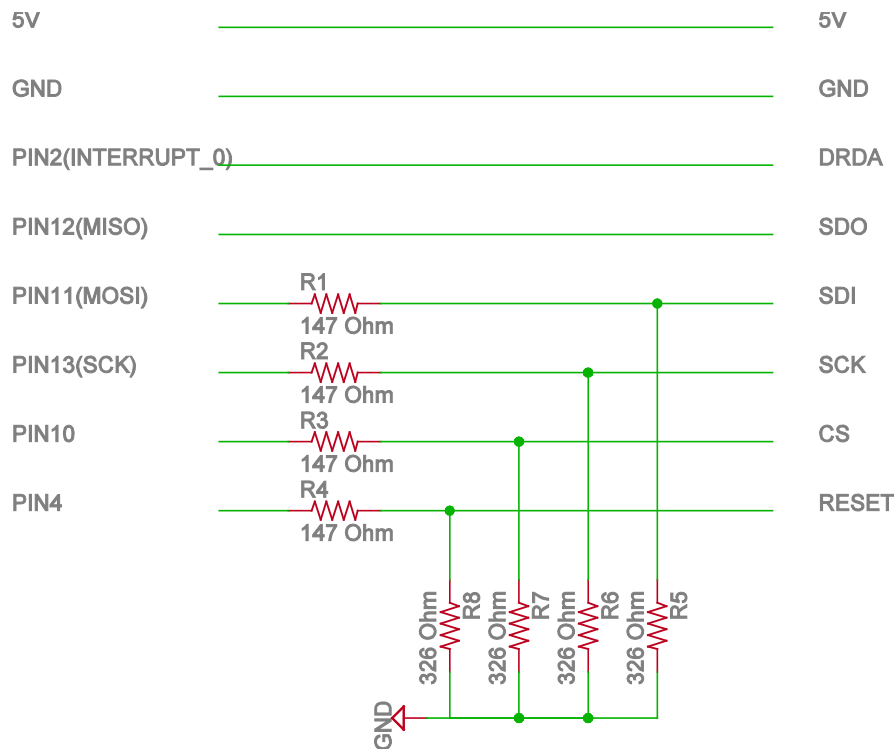 5V 5V
GND GND
PIN2(INTERRUPT_0) DRDA
PIN12(MISO) SDO
R1
PIN11(MOSI) SDI
147 Ohm
R2
PIN13(SCK) SCK
147 Ohm
R3
PIN10 CS
147 Ohm
R4
PIN4 RESET
147 Ohm
326 Ohm R8
326 Ohm R7
326 Ohm R6
326 Ohm R5
GND